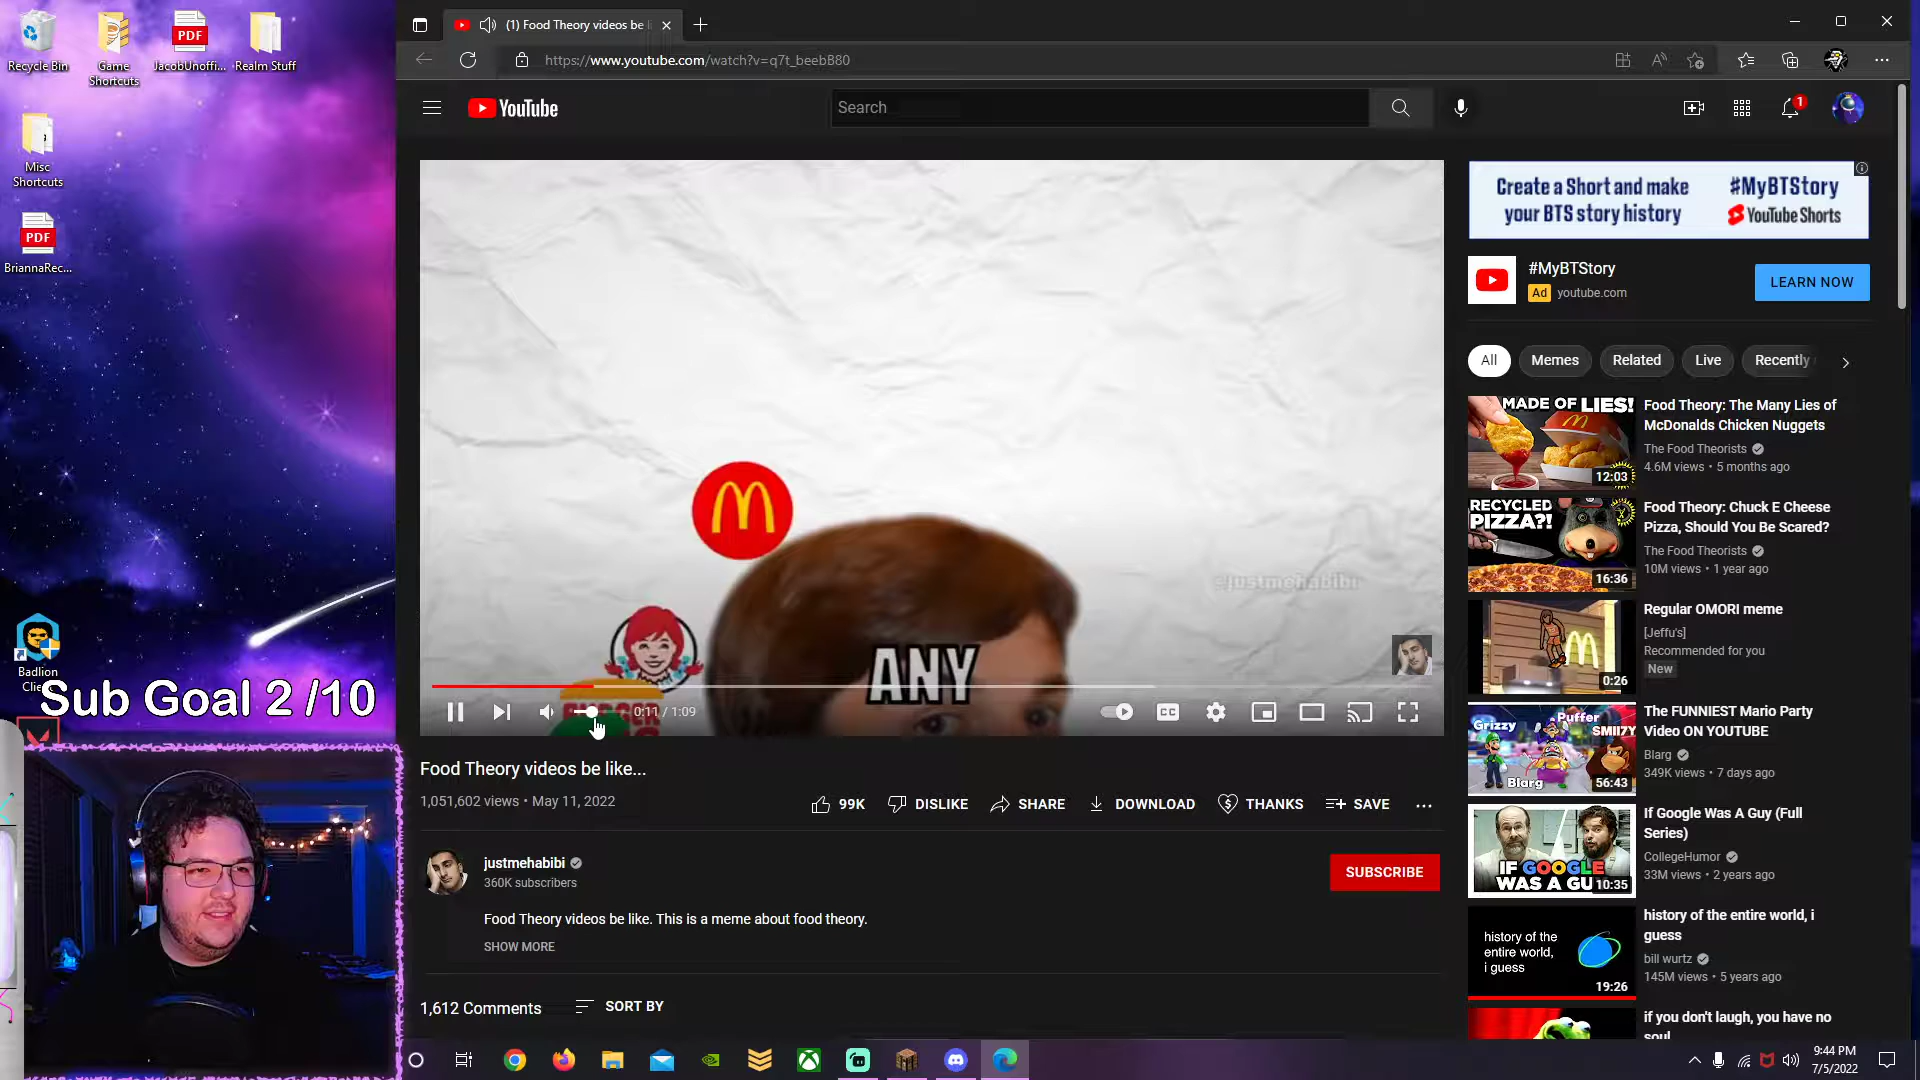 Recycle Bin
Game
Shortcuts
PDF
JacobUnoffi...
Realm Stuff
Misc
Shortcuts
PDF
BriannaRec...
Badlion
Sub Goal 2 /10
(1) Food Theory videos be
https://www.youtube.com/watch?v=q7t_beebB80
YouTube
Search
1
ANY
@justmehabibi
0:11 / 1:09
CC
Food Theory videos be like...
1,051,602 views • May 11, 2022
99K
DISLIKE
SHARE
DOWNLOAD
THANKS
SAVE
justmehabibi
360K subscribers
SUBSCRIBE
Food Theory videos be like. This is a meme about food theory.
SHOW MORE
1,612 Comments
SORT BY
Create a Short and make
your BTS story history
#MyBTStory
YouTube Shorts
#MyBTStory
Ad youtube.com
LEARN NOW
All
Memes
Related
Live
Recently
MADE OF LIES!
12:03
Food Theory: The Many Lies of
McDonalds Chicken Nuggets
The Food Theorists
4.6M views • 5 months ago
RECYCLED
PIZZA?!
16:36
Food Theory: Chuck E Cheese
Pizza, Should You Be Scared?
The Food Theorists
10M views • 1 year ago
0:26
Regular OMORI meme
[Jeffu's]
Recommended for you
New
Grizzy
Puffer
SMI7Y
Blarg
56:43
The FUNNIEST Mario Party
Video ON YOUTUBE
Blarg
349K views • 7 days ago
IF GOOGLE
WAS A GU
10:35
If Google Was A Guy (Full
Series)
CollegeHumor
33M views • 2 years ago
history of the
entire world,
i guess
19:26
history of the entire world, i
guess
bill wurtz
145M views • 5 years ago
if you don't laugh, you have no
soul
9:44 PM
7/5/2022